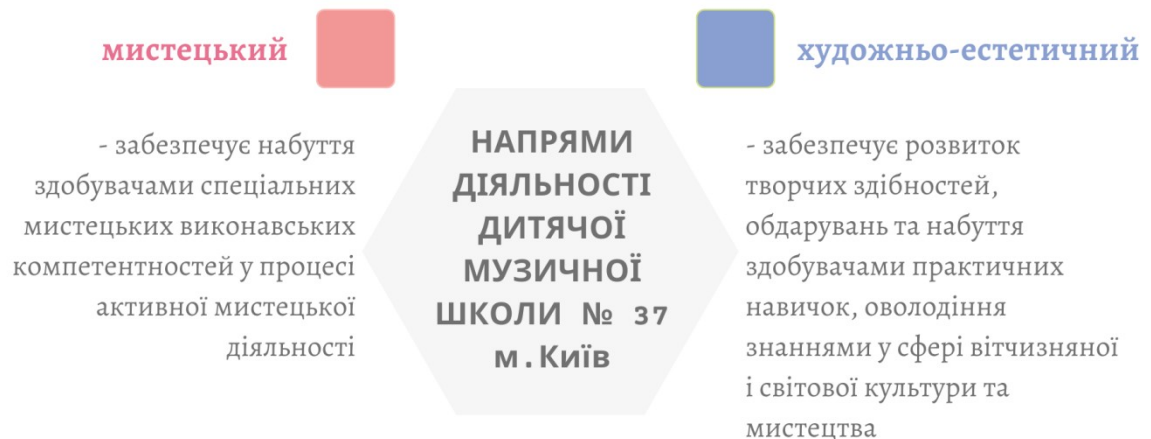 мистецький
- забезпечує набуття
здобувачами спеціальних
мистецьких виконавських
компетентностей у процесі
активної мистецької
діяльності
НАПРЯМИ
ДІЯЛЬНОСТІ
ДИТЯЧОЇ
МУЗИЧНОЇ
ШКОЛИ № 37
м.Київ
художньо-естетичний
- забезпечує розвиток
творчих здібностей,
обдарувань та набуття
здобувачами практичних
навичок, оволодіння
знаннями у сфері вітчизняної
і світової культури та
мистецтва